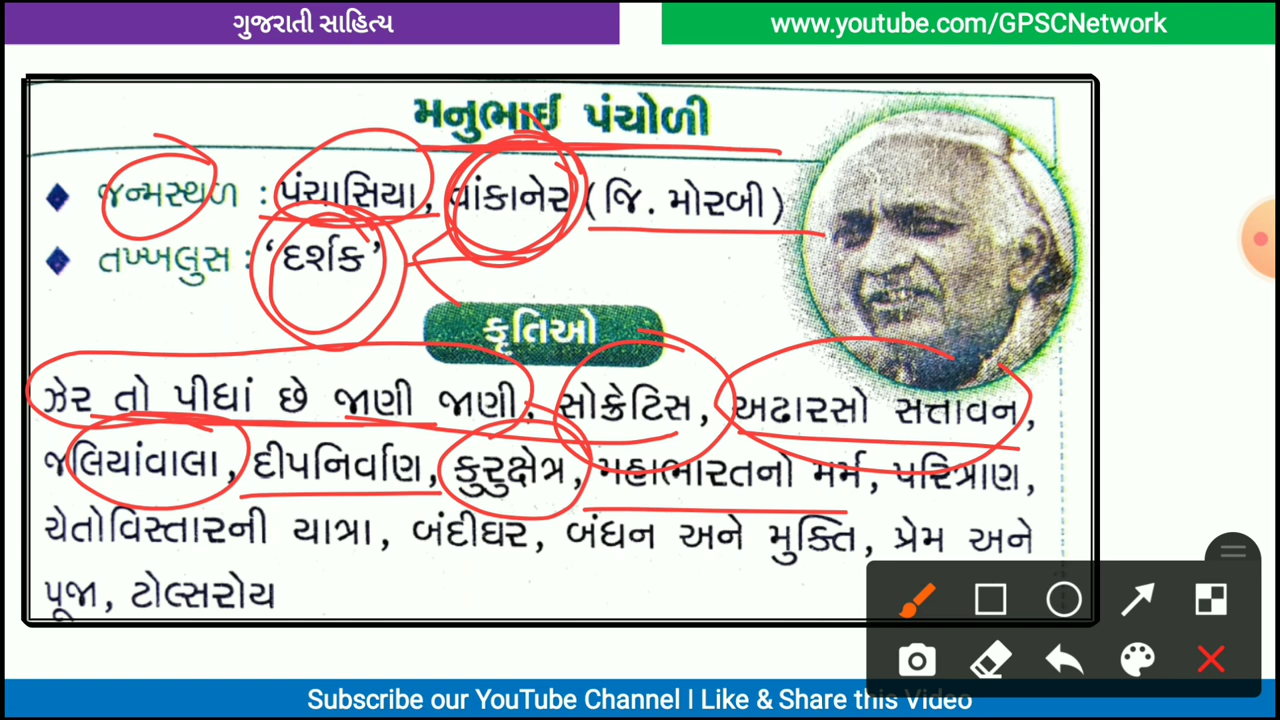 ગુજરાતી સાહિત્ય
www.youtube.com/GPSCNetwork
મનુભાઈ પંચોળી
જન્મસ્થળ : પંચાસિયા, વાંકાનેર (જિ. મોરબી)
તખ્ખલુસ : ‘દર્શક’
કૃતિઓ
ઝેર તો પીધાં છે જાણી જાણી, સોક્રેટિસ, અઢારસો સત્તાવન,
જલિયાંવાલા, દીપનિર્વાણ, કુરુક્ષેત્ર, મહાભારતનો મર્મ, પરિત્રાણ,
ચેતોવિસ્તારની યાત્રા, બંદીઘર, બંધન અને મુક્તિ, પ્રેમ અને
પૂજા, ટોલ્સરોય
Subscribe our YouTube Channel l Like & Share this Video